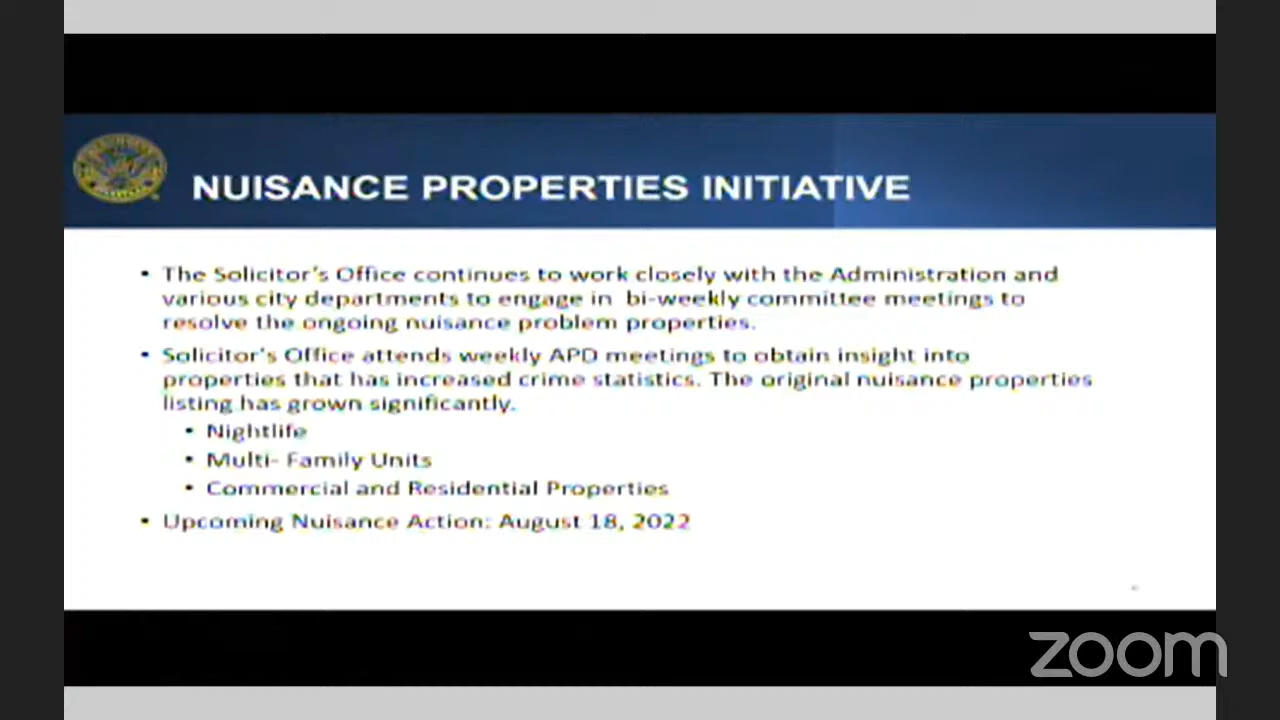 NUISANCE PROPERTIES INITIATIVE
• The Solicitor's Office continues to work closely with the Administration and
various city departments to engage in bi-weekly committee meetings to
resolve the ongoing nuisance problem properties.
• Solicitor's Office attends weekly APD meetings to obtain insight into
properties that has increased crime statistics. The original nuisance properties
listing has grown significantly.
• Nightlife
• Multi- Family Units
• Commercial and Residential Properties
• Upcoming Nuisance Action: August 18, 2022
zoom